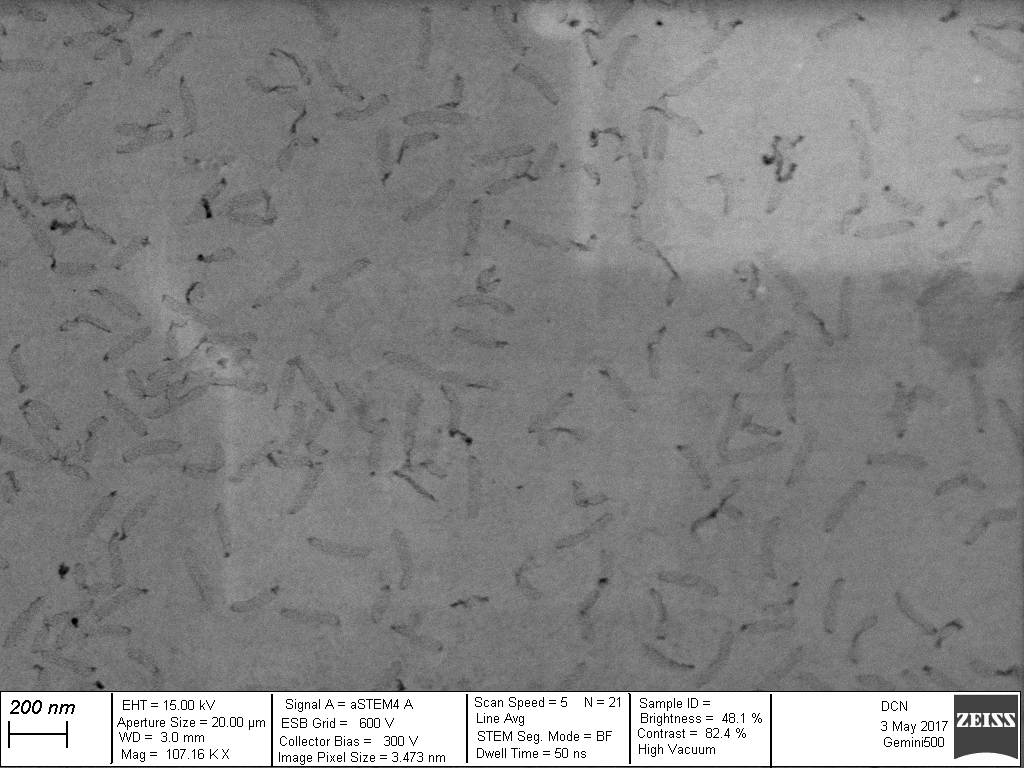 200 nm
EHT = 15.00 kV
Aperture Size = 20.00 µm
WD = 3.0 mm
Mag = 107.16 K X
Signal A = aSTEM4 A
ESB Grid = 600 V
Collector Bias = 300 V
Image Pixel Size = 3.473 nm
Scan Speed = 5 N = 21
Line Avg
STEM Seg. Mode = BF
Dwell Time = 50 ns
Sample ID =
Brightness = 48.1 %
Contrast = 82.4 %
High Vacuum
DCN
3 May 2017
Gemini500
ZEISS